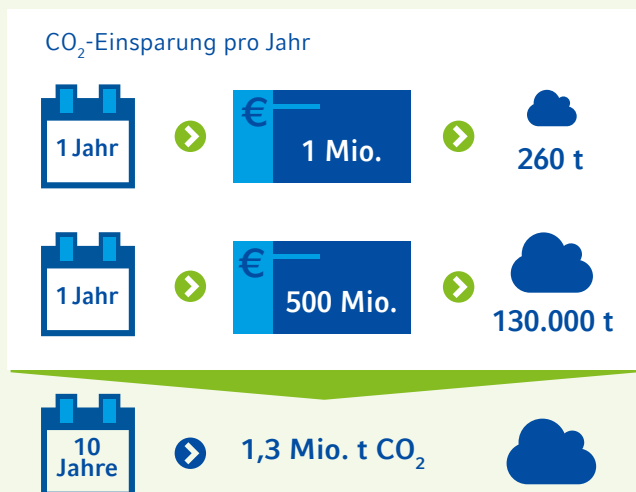 CO₂-Einsparung pro Jahr
1 Jahr
€
1 Mio.
260 t
1 Jahr
€
500 Mio.
130.000 t
10
Jahre
1,3 Mio. t CO₂